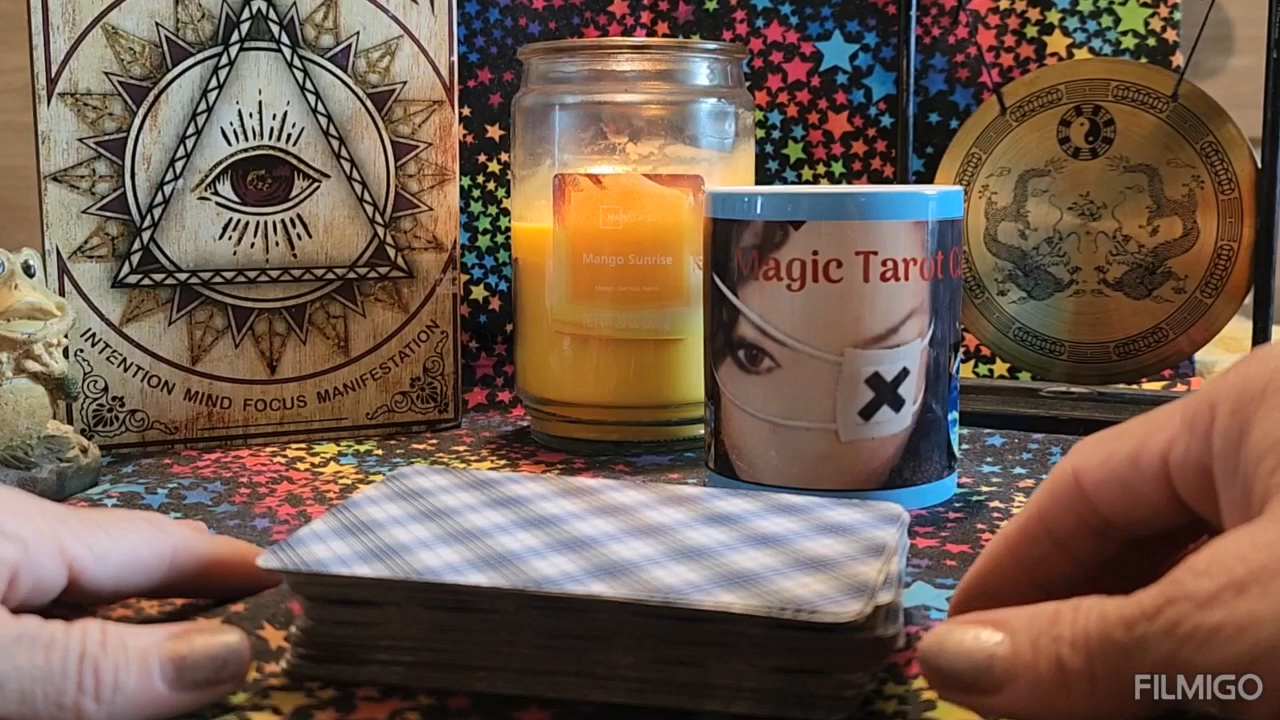 INTENTION MIND FOCUS MANIFESTATION
Mango Sunrise
Magic Tarot C
FILMIGO